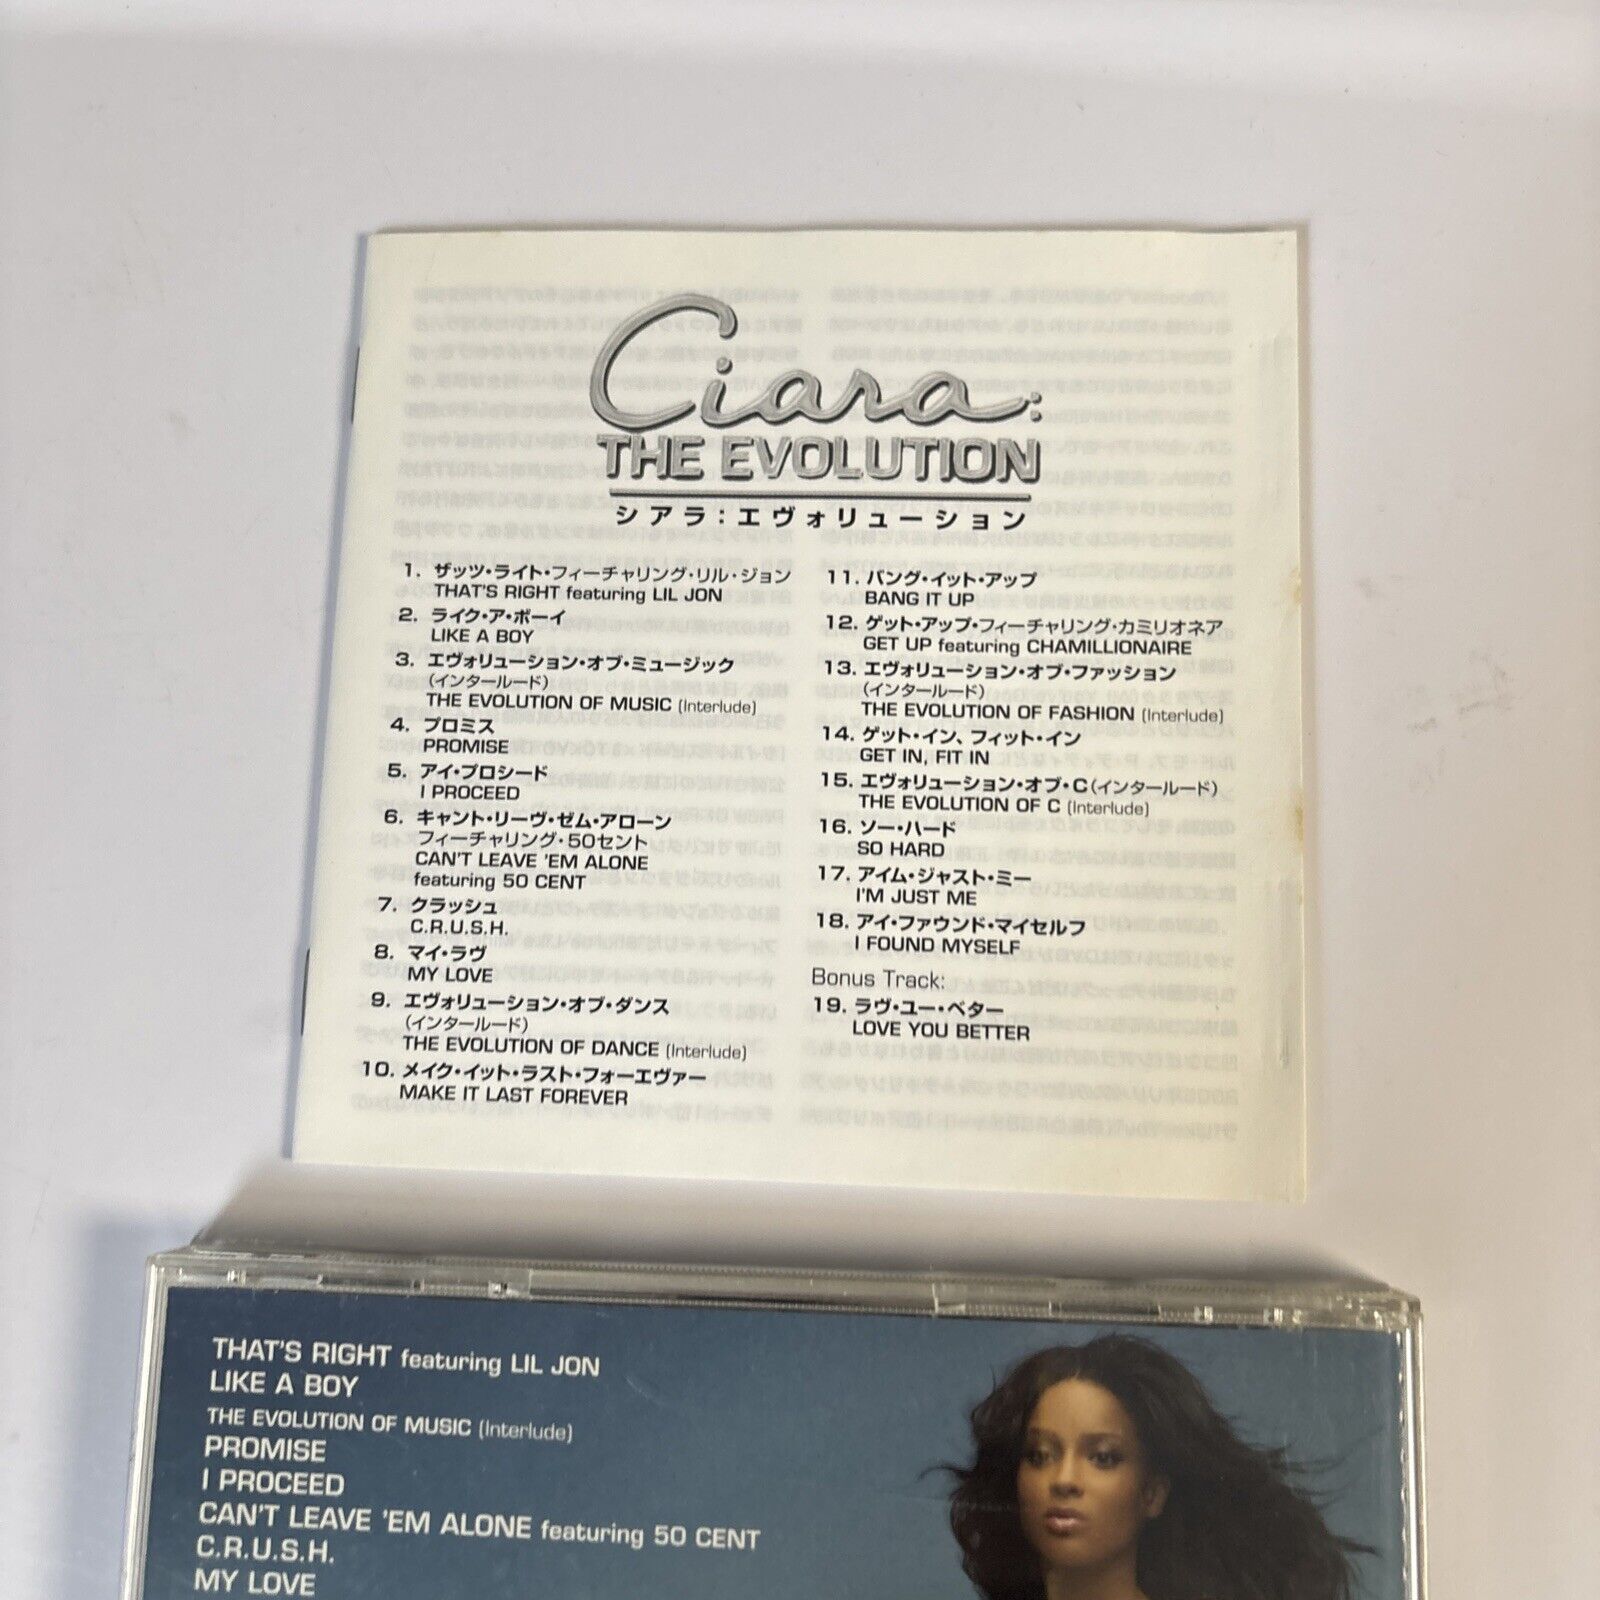 Ciara:
THE EVOLUTION
シアラ：エヴォリューション
1. ザッツ・ライト・フィーチャリング・リル・ジョン
THAT'S RIGHT featuring LIL JON
2. ライク・ア・ボーイ
LIKE A BOY
3. エヴォリューション・オブ・ミュージック
（インタールード）
THE EVOLUTION OF MUSIC (Interlude)
4. プロミス
PROMISE
5. アイ・プロシード
I PROCEED
6. キャント・リーヴ・ゼム・アローン
フィーチャリング・50セント
CAN'T LEAVE 'EM ALONE
featuring 50 CENT
7. クラッシュ
C.R.U.S.H.
8. マイ・ラヴ
MY LOVE
9. エヴォリューション・オブ・ダンス
（インタールード）
THE EVOLUTION OF DANCE (Interlude)
10. メイク・イット・ラスト・フォーエヴァー
MAKE IT LAST FOREVER
11. バング・イット・アップ
BANG IT UP
12. ゲット・アップ・フィーチャリング・カミリオネア
GET UP featuring CHAMILLIONAIRE
13. エヴォリューション・オブ・ファッション
（インタールード）
THE EVOLUTION OF FASHION (Interlude)
14. ゲット・イン、フィット・イン
GET IN, FIT IN
15. エヴォリューション・オブ・C（インタールード）
THE EVOLUTION OF C (Interlude)
16. ソー・ハード
SO HARD
17. アイム・ジャスト・ミー
I'M JUST ME
18. アイ・ファウンド・マイセルフ
I FOUND MYSELF
Bonus Track:
19. ラヴ・ユー・ベター
LOVE YOU BETTER
THAT'S RIGHT featuring LIL JON
LIKE A BOY
THE EVOLUTION OF MUSIC (Interlude)
PROMISE
I PROCEED
CAN'T LEAVE 'EM ALONE featuring 50 CENT
C.R.U.S.H.
MY LOVE